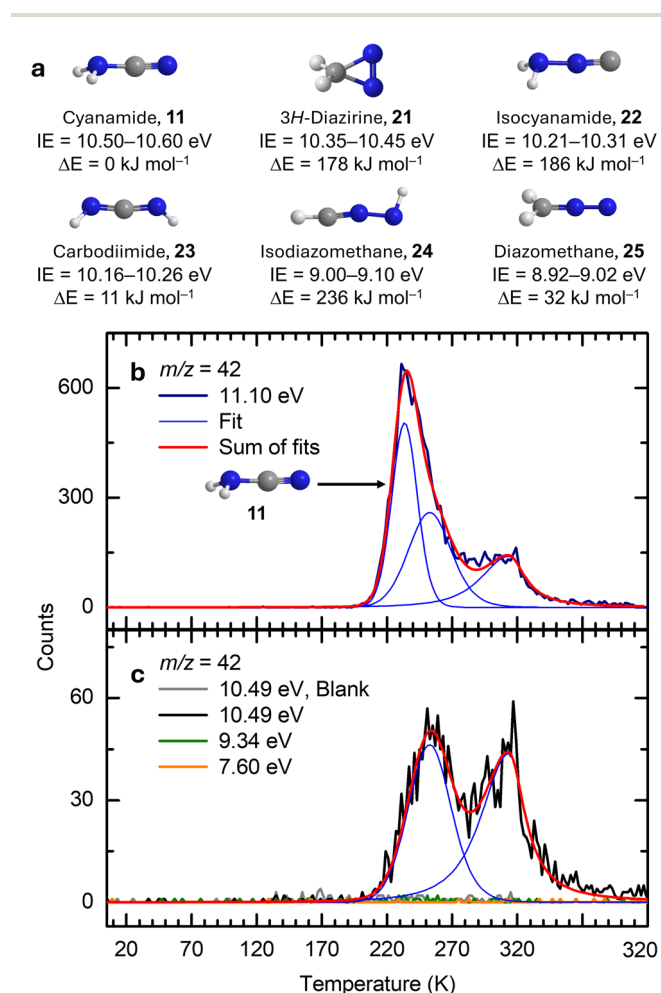 a
Cyanamide, 11
IE = 10.50–10.60 eV
ΔE = 0 kJ mol⁻¹
3H-Diazirine, 21
IE = 10.35–10.45 eV
ΔE = 178 kJ mol⁻¹
Isocyanamide, 22
IE = 10.21–10.31 eV
ΔE = 186 kJ mol⁻¹
Carbodiimide, 23
IE = 10.16–10.26 eV
ΔE = 11 kJ mol⁻¹
Isodiazomethane, 24
IE = 9.00–9.10 eV
ΔE = 236 kJ mol⁻¹
Diazomethane, 25
IE = 8.92–9.02 eV
ΔE = 32 kJ mol⁻¹
b
m/z = 42
11.10 eV
Fit
Sum of fits
11
600
300
0
Counts
c
m/z = 42
10.49 eV, Blank
10.49 eV
9.34 eV
7.60 eV
60
30
0
20 70 120 170 220 270 320 320
Temperature (K)